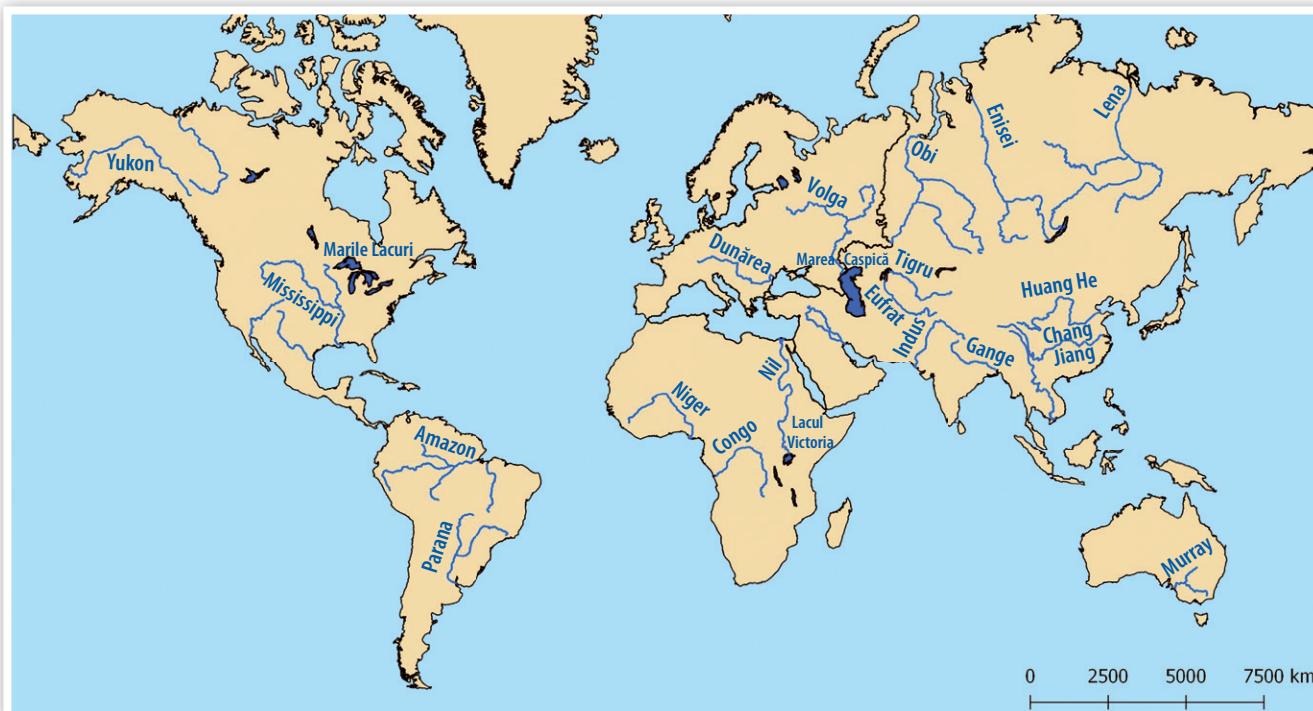 Yukon
Marile Lacuri
Mississippi
Amazon
Parana
Volga
Dunărea
Marea Caspică
Obi
Enisei
Lena
Tigru
Eufrat
Indus
Gange
Huang He
Chang
Jiang
Niger
Nil
Congo
Lacul
Victoria
Murray
0 2500 5000 7500 km